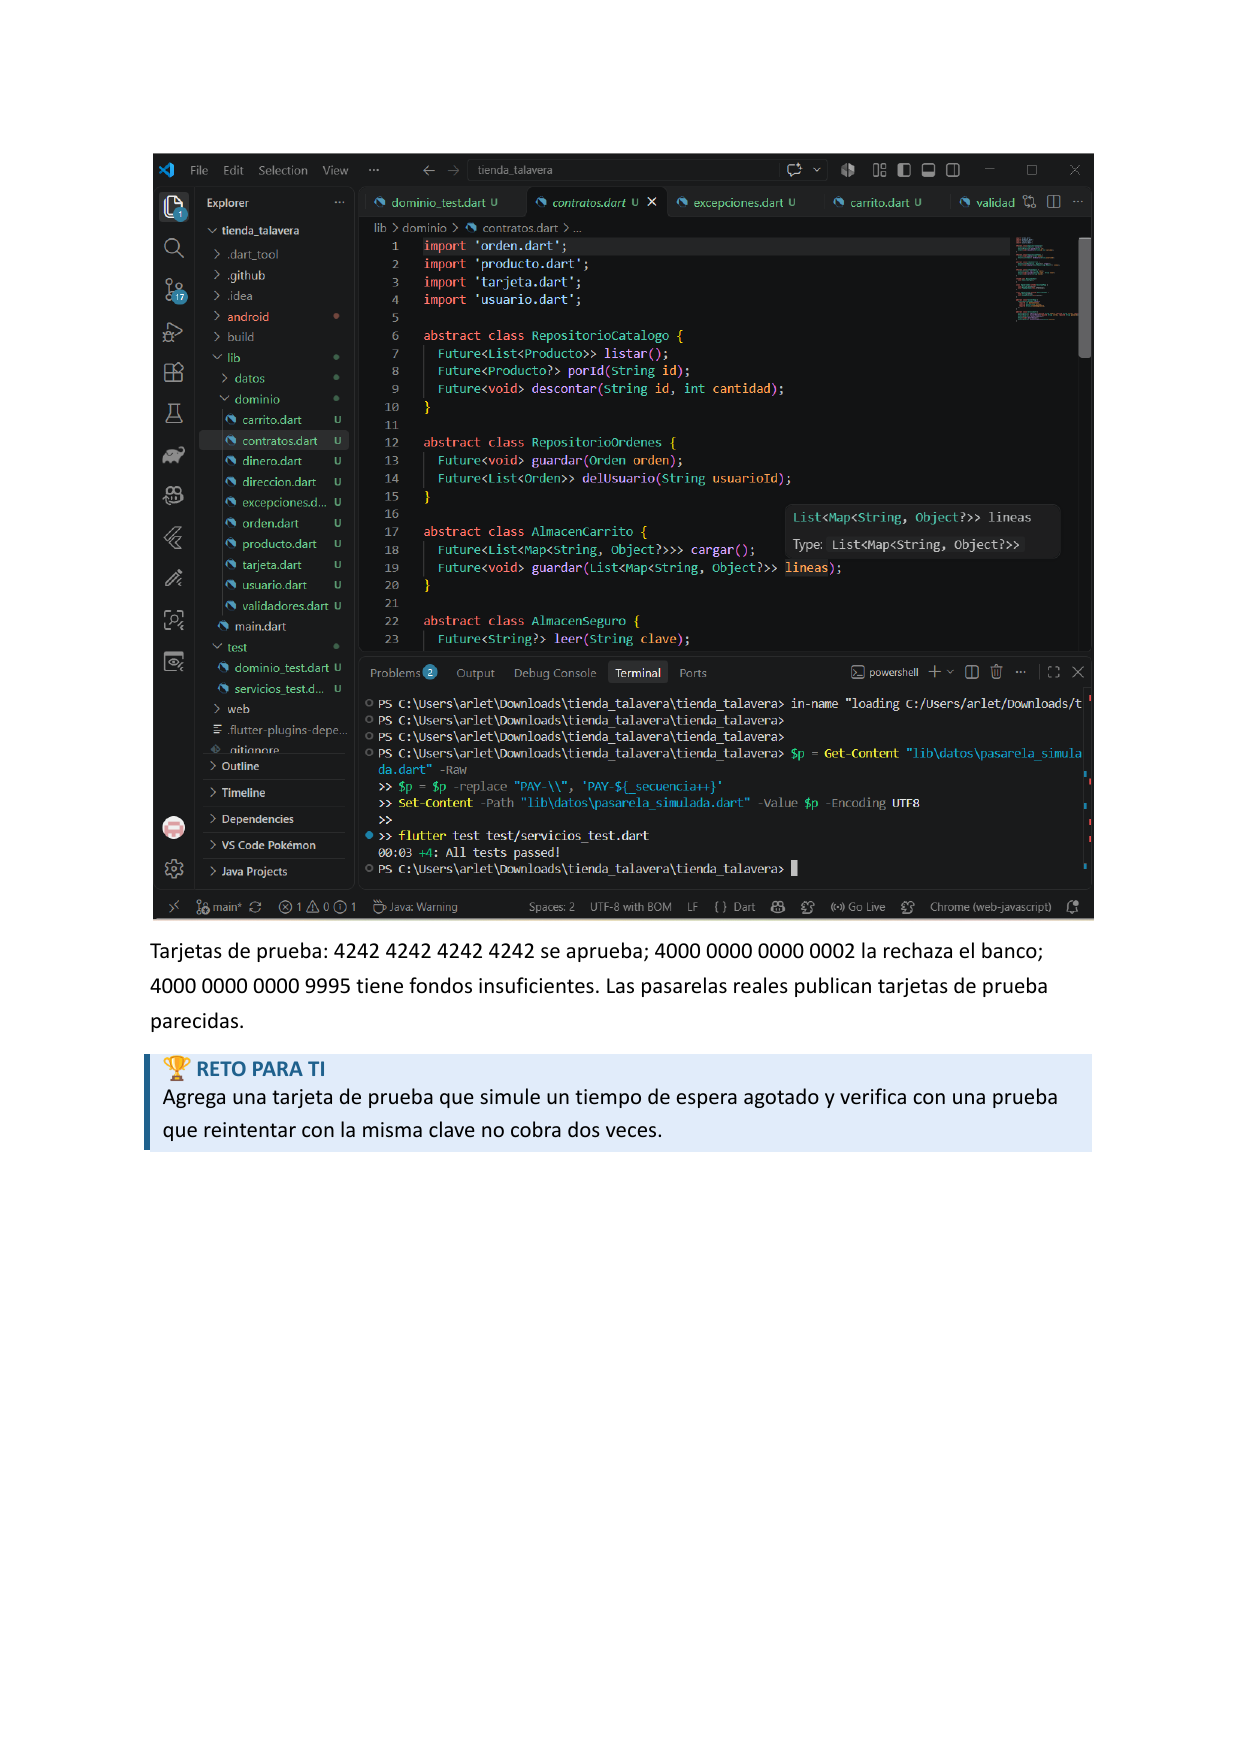 File Edit Selection View ··· tienda_talavera
Explorer ···
tienda_talavera
.dart_tool
.github
.idea
android
build
lib
datos
dominio
carrito.dart U
contratos.dart U
dinero.dart U
direccion.dart U
excepciones.d... U
orden.dart U
producto.dart U
tarjeta.dart U
usuario.dart U
validadores.dart U
main.dart
test
dominio_test.dart U
servicios_test.d... U
web
.flutter-plugins-depe...
.gitignore
Outline
Timeline
Dependencies
VS Code Pokémon
Java Projects
1
17
dominio_test.dart U contratos.dart U excepciones.dart U carrito.dart U validad
lib > dominio > contratos.dart > ...
1 import 'orden.dart';
2 import 'producto.dart';
3 import 'tarjeta.dart';
4 import 'usuario.dart';
5
6 abstract class RepositorioCatalogo {
7 Future<List<Producto>> listar();
8 Future<Producto?> porId(String id);
9 Future<void> descontar(String id, int cantidad);
10 }
11
12 abstract class RepositorioOrdenes {
13 Future<void> guardar(Orden orden);
14 Future<List<Orden>> delUsuario(String usuarioId);
15 }
16
17 abstract class AlmacenCarrito {
18 Future<List<Map<String, Object?>>> cargar();
19 Future<void> guardar(List<Map<String, Object?>> lineas);
20 }
21
22 abstract class AlmacenSeguro {
23 Future<String?> leer(String clave);
List<Map<String, Object?>> lineas
Type: List<Map<String, Object?>>
Problems 2 Output Debug Console Terminal Ports powershell
PS C:\Users\arlet\Downloads\tienda_talavera\tienda_talavera> in-name "loading C:/Users/arlet/Downloads/t
PS C:\Users\arlet\Downloads\tienda_talavera\tienda_talavera>
PS C:\Users\arlet\Downloads\tienda_talavera\tienda_talavera>
PS C:\Users\arlet\Downloads\tienda_talavera\tienda_talavera> $p = Get-Content "lib\datos\pasarela_simula
da.dart" -Raw
>> $p = $p -replace "PAY-\\", 'PAY-${_secuencia++}'
>> Set-Content -Path "lib\datos\pasarela_simulada.dart" -Value $p -Encoding UTF8
>>
>> flutter test test/servicios_test.dart
00:03 +4: All tests passed!
PS C:\Users\arlet\Downloads\tienda_talavera\tienda_talavera>
main* 1 0 1 Java: Warning Spaces: 2 UTF-8 with BOM LF { } Dart Go Live Chrome (web-javascript)
Tarjetas de prueba: 4242 4242 4242 4242 se aprueba; 4000 0000 0000 0002 la rechaza el banco;
4000 0000 0000 9995 tiene fondos insuficientes. Las pasarelas reales publican tarjetas de prueba
parecidas.
🏆 RETO PARA TI
Agrega una tarjeta de prueba que simule un tiempo de espera agotado y verifica con una prueba
que reintentar con la misma clave no cobra dos veces.